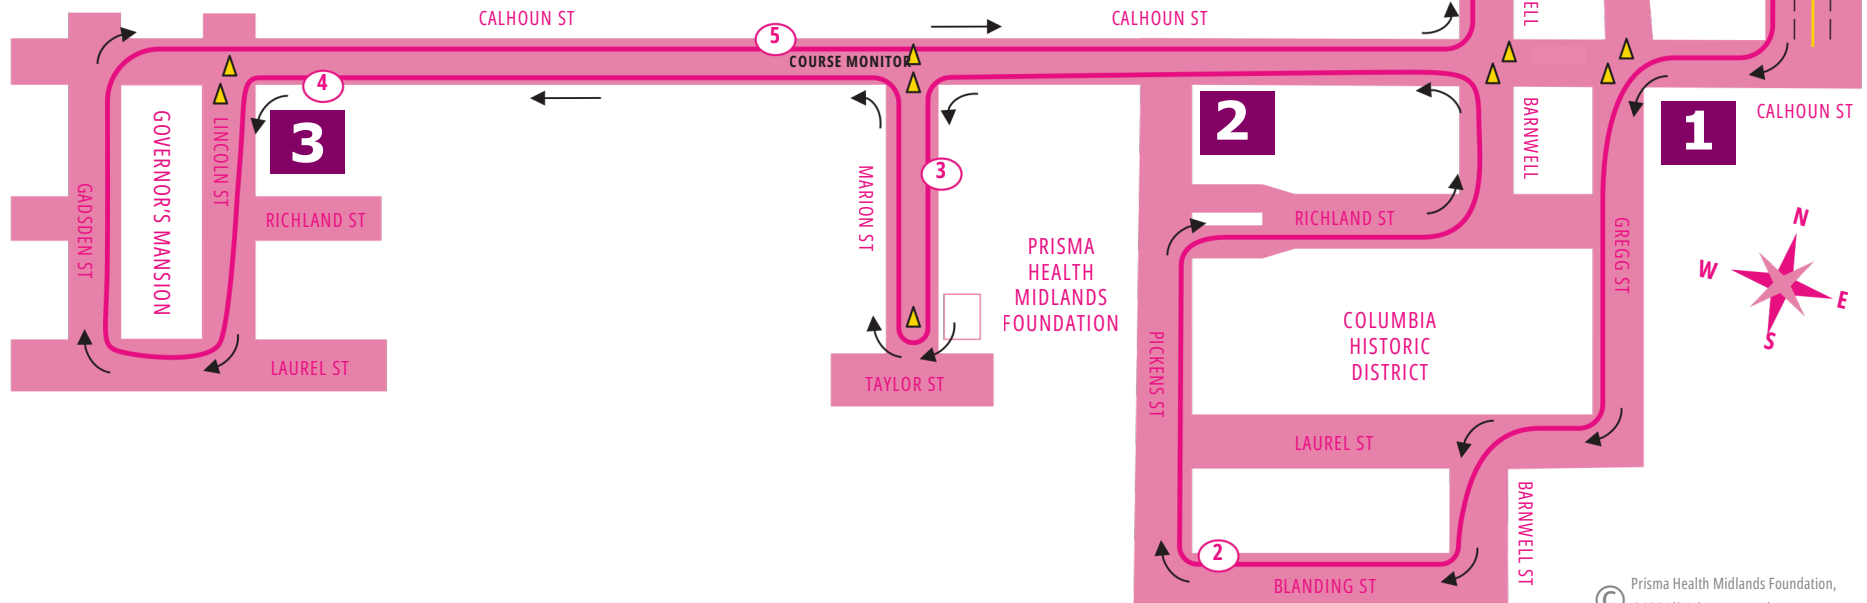 CALHOUN ST
CALHOUN ST
5
COURSE MONITOR
4
3
GOVERNOR'S MANSION
LINCOLN ST
GADSDEN ST
RICHLAND ST
LAUREL ST
MARION ST
3
TAYLOR ST
PRISMA
HEALTH
MIDLANDS
FOUNDATION
2
BARNWELL
1
CALHOUN ST
RICHLAND ST
GREGG ST
N
W
E
S
COLUMBIA
HISTORIC
DISTRICT
PICKENS ST
LAUREL ST
BARNWELL ST
2
BLANDING ST
© Prisma Health Midlands Foundation,